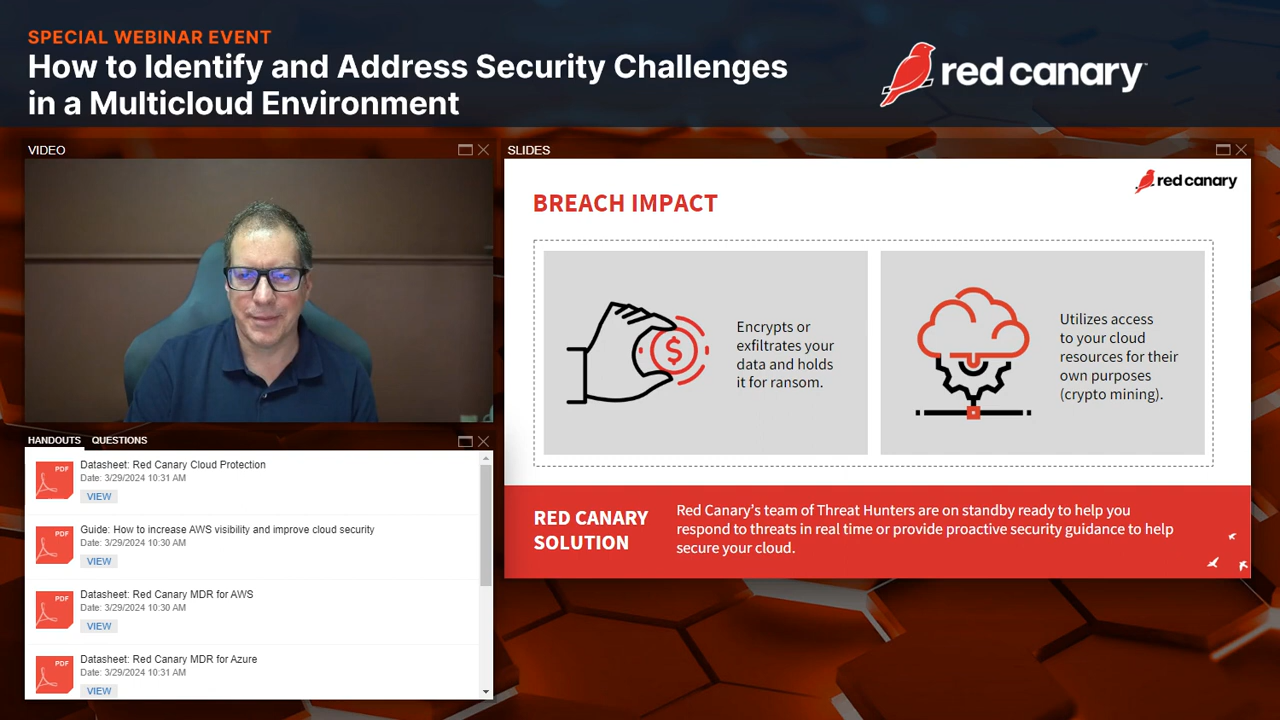 SPECIAL WEBINAR EVENT
How to Identify and Address Security Challenges
in a Multicloud Environment
red canary
VIDEO
SLIDES
red canary
BREACH IMPACT
$
Encrypts or
exfiltrates your
data and holds
it for ransom.
Utilizes access
to your cloud
resources for their
own purposes
(crypto mining).
RED CANARY
SOLUTION
Red Canary’s team of Threat Hunters are on standby ready to help you
respond to threats in real time or provide proactive security guidance to help
secure your cloud.
HANDOUTS QUESTIONS
PDF
Datasheet: Red Canary Cloud Protection
Date: 3/29/2024 10:31 AM
VIEW
PDF
Guide: How to increase AWS visibility and improve cloud security
Date: 3/29/2024 10:30 AM
VIEW
PDF
Datasheet: Red Canary MDR for AWS
Date: 3/29/2024 10:30 AM
VIEW
PDF
Datasheet: Red Canary MDR for Azure
Date: 3/29/2024 10:31 AM
VIEW